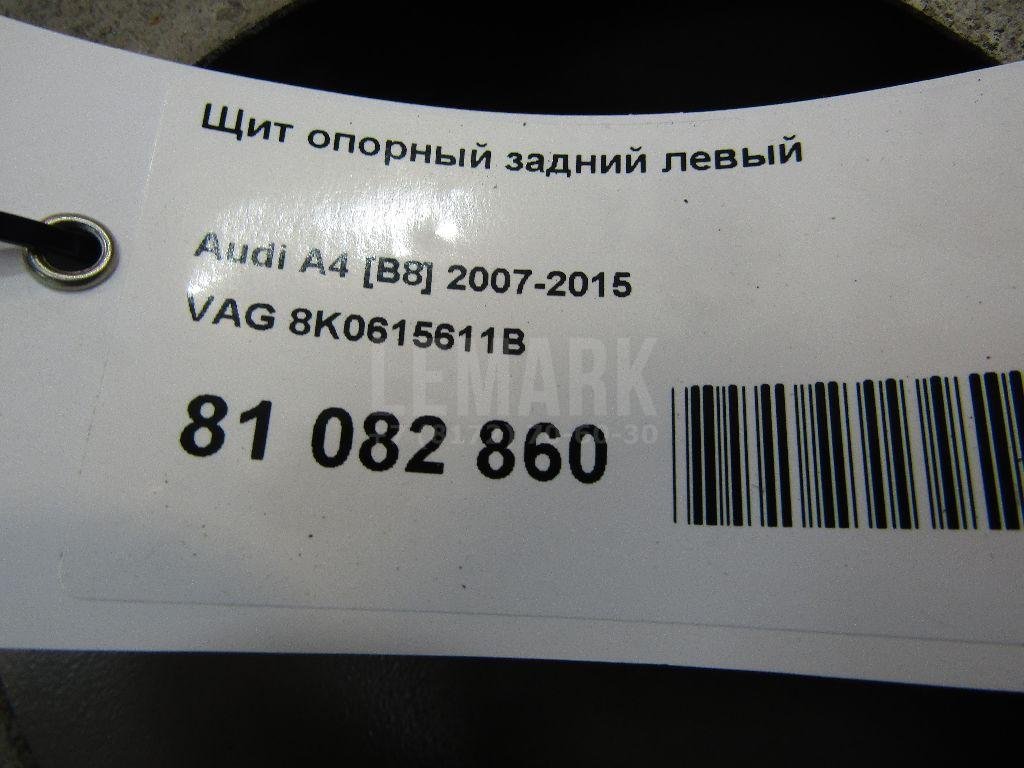 Щит опорный задний левый
Audi A4 [B8] 2007-2015
VAG 8K0615611B
LEMARK
81 082 860